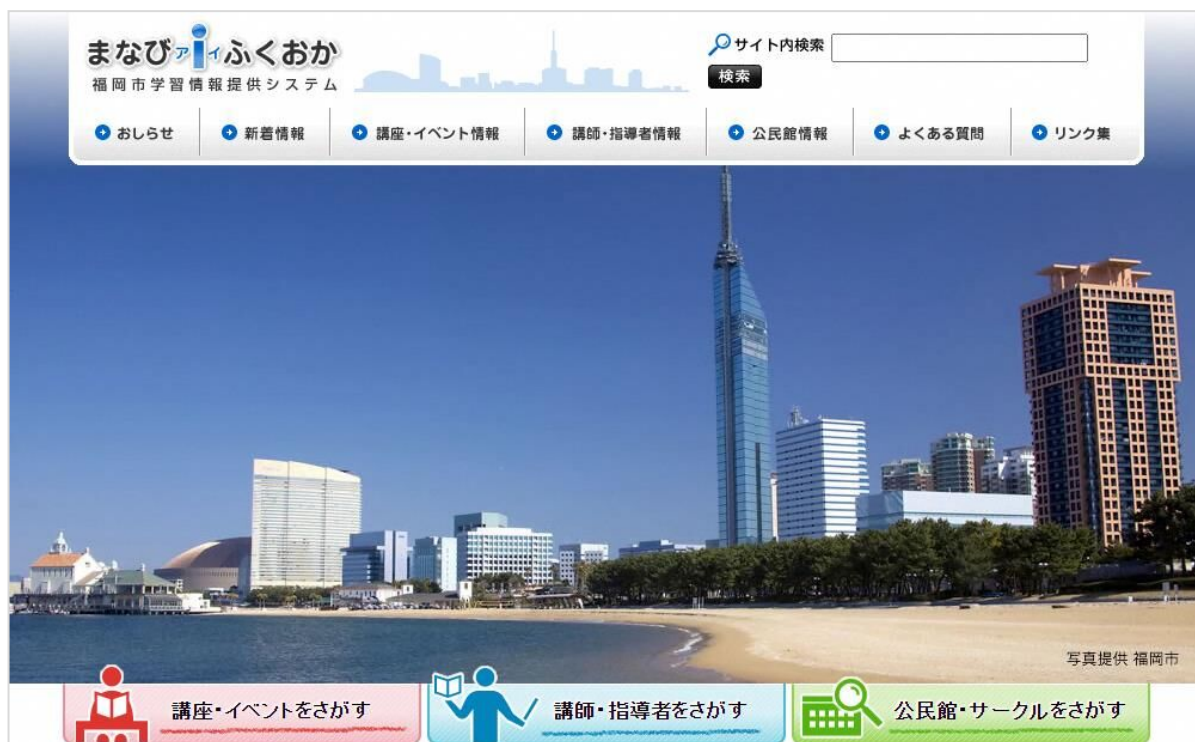 まなびアイふくおか
福岡市学習情報提供システム
サイト内検索
検索
おしらせ
新着情報
講座・イベント情報
講師・指導者情報
公民館情報
よくある質問
リンク集
写真提供 福岡市
講座・イベントをさがす
講師・指導者をさがす
公民館・サークルをさがす